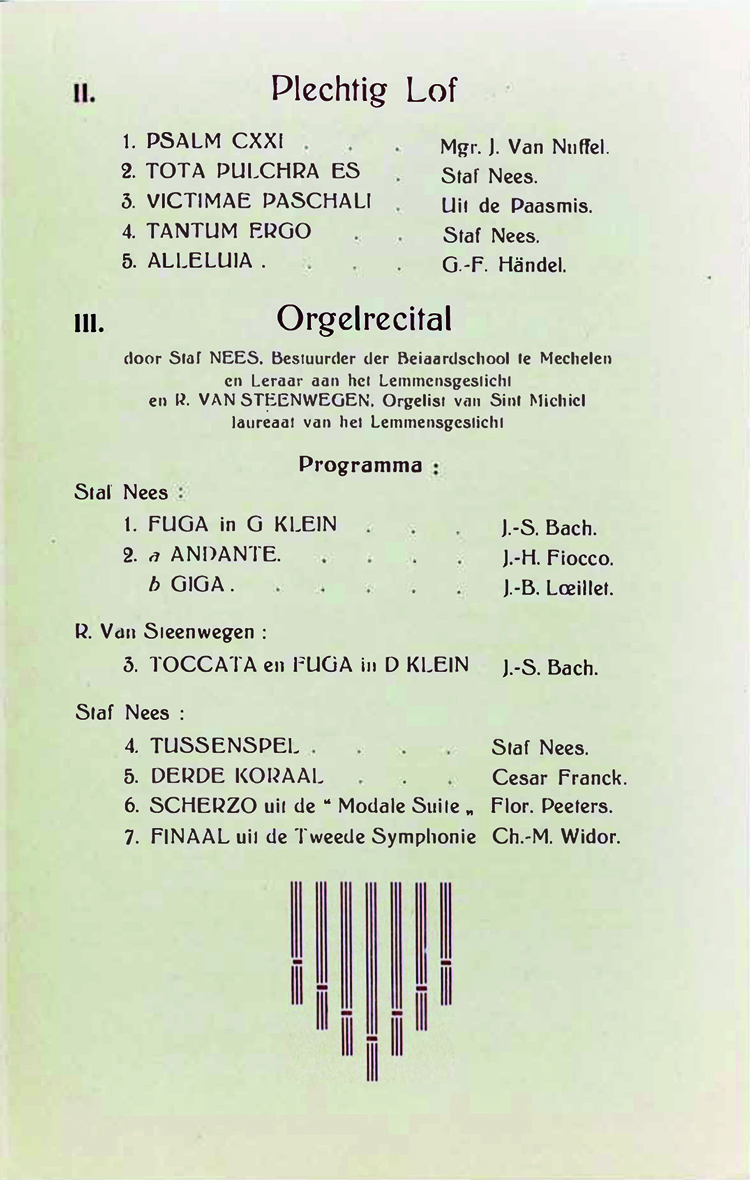 II. Plechtig Lof
1. PSALM CXXI . . . Mgr. J. Van Nuffel.
2. TOTA PULCHRA ES . Staf Nees.
3. VICTIMAE PASCHALI . Uit de Paasmis.
4. TANTUM ERGO . . Staf Nees.
5. ALLELUIA . . . . G.-F. Händel.
III. Orgelrecital
door Staf NEES, Bestuurder der Beiaardschool te Mechelen
en Leraar aan het Lemmensgesticht
en R. VAN STEENWEGEN, Orgelist van Sint Michiel
laureaat van het Lemmensgesticht
Programma :
Staf Nees :
1. FUGA in G KLEIN . . . J.-S. Bach.
2. a ANDANTE. . . . . J.-H. Fiocco.
b GIGA . . . . . . J.-B. Lœillet.
R. Van Steenwegen :
3. TOCCATA en FUGA in D KLEIN J.-S. Bach.
Staf Nees :
4. TUSSENSPEL . . . . Staf Nees.
5. DERDE KORAAL . . . Cesar Franck.
6. SCHERZO uit de “ Modale Suite „ Flor. Peeters.
7. FINAAL uit de Tweede Symphonie Ch.-M. Widor.